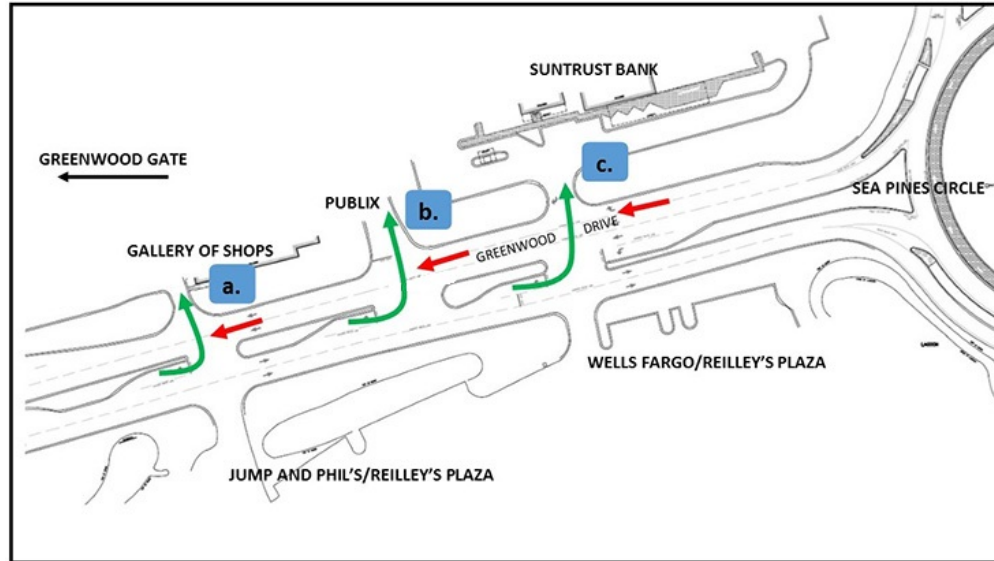 SUNTRUST BANK
c.
GREENWOOD GATE
SEA PINES CIRCLE
PUBLIX
b.
GREENWOOD DRIVE
GALLERY OF SHOPS
a.
WELLS FARGO/REILLEY'S PLAZA
JUMP AND PHIL'S/REILLEY'S PLAZA